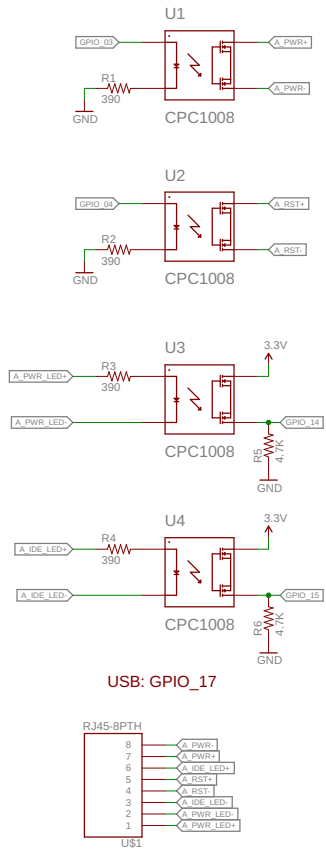 U1
GPIO_03
A_PWR+
R1
390
A_PWR-
GND
CPC1008
U2
GPIO_04
A_RST+
R2
390
A_RST-
GND
CPC1008
U3
3.3V
R3
A_PWR_LED+
390
A_PWR_LED-
GPIO_14
CPC1008
R5
4.7K
GND
U4
3.3V
R4
A_IDE_LED+
390
A_IDE_LED-
GPIO_15
CPC1008
R6
4.7K
GND
USB: GPIO_17
RJ45-8PTH
8 A_PWR-
7 A_PWR+
6 A_IDE_LED+
5 A_RST+
4 A_RST-
3 A_IDE_LED-
2 A_PWR_LED-
1 A_PWR_LED+
U$1